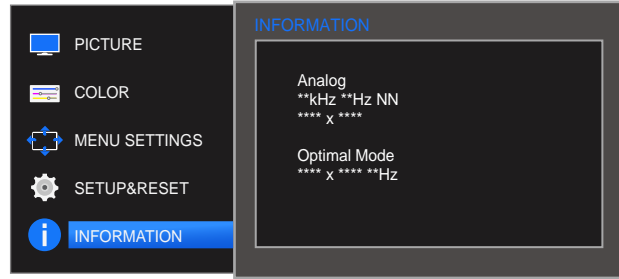 PICTURE
COLOR
MENU SETTINGS
SETUP&RESET
INFORMATION
INFORMATION
Analog
**kHz **Hz NN
**** x ****
Optimal Mode
**** x **** **Hz